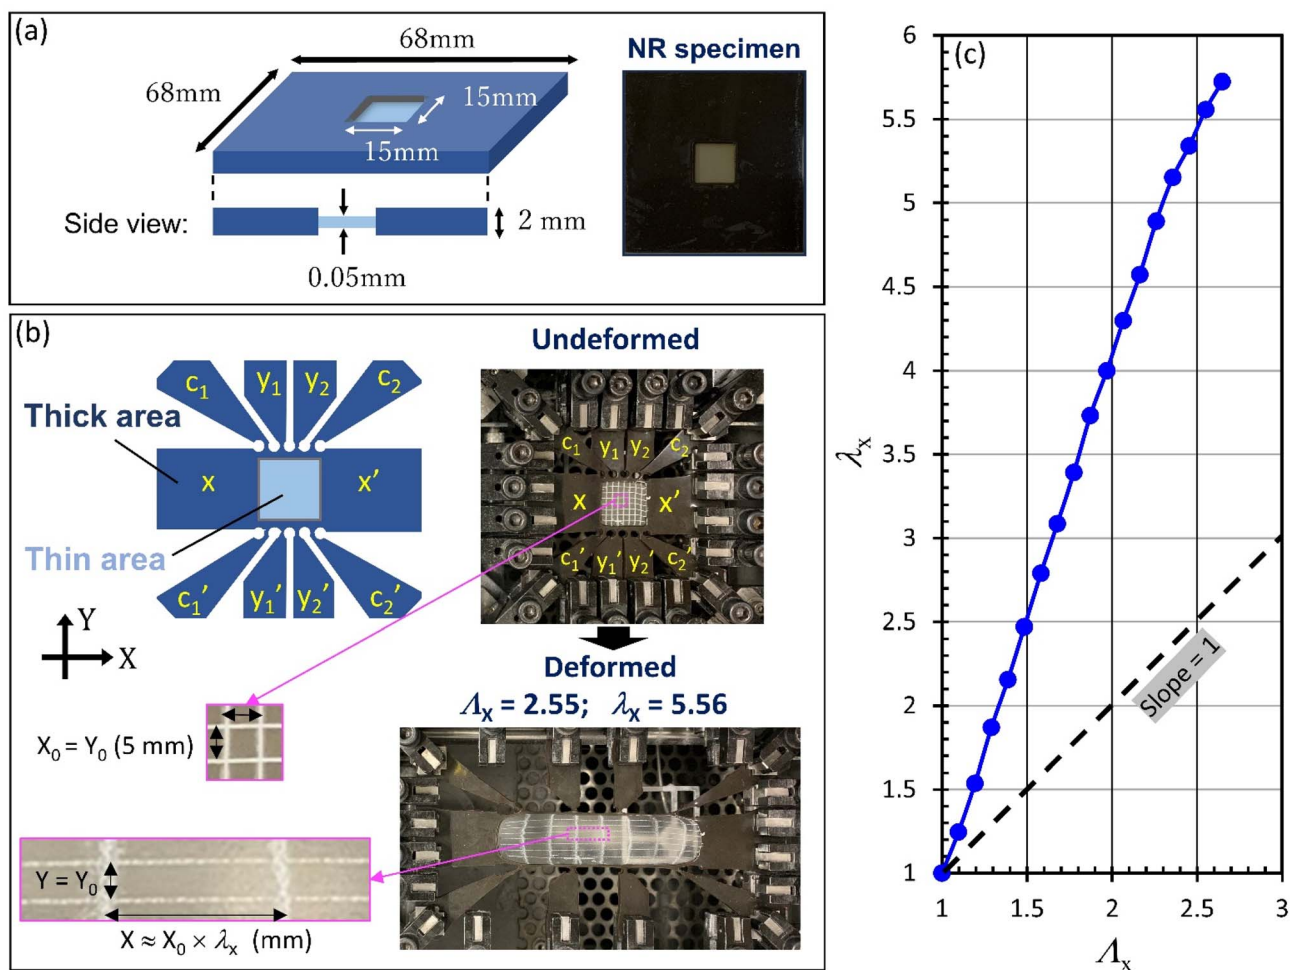 (a)
68mm
68mm
15mm
15mm
NR specimen
Side view:
2 mm
0.05mm
(b)
Undeformed
c₁ y₁ y₂ c₂
Thick area
x x'
Thin area
c₁' y₁' y₂' c₂'
Y
X
c₁ y₁ y₂ c₂
x x'
c₁' y₁' y₂' c₂'
Deformed
Λₓ = 2.55; λₓ = 5.56
X₀ = Y₀ (5 mm)
Y = Y₀
X ≈ X₀ × λₓ (mm)
(c)
6
5.5
5
4.5
4
3.5
3
2.5
2
1.5
1
λₓ
Slope = 1
1 1.5 2 2.5 3
Λₓ